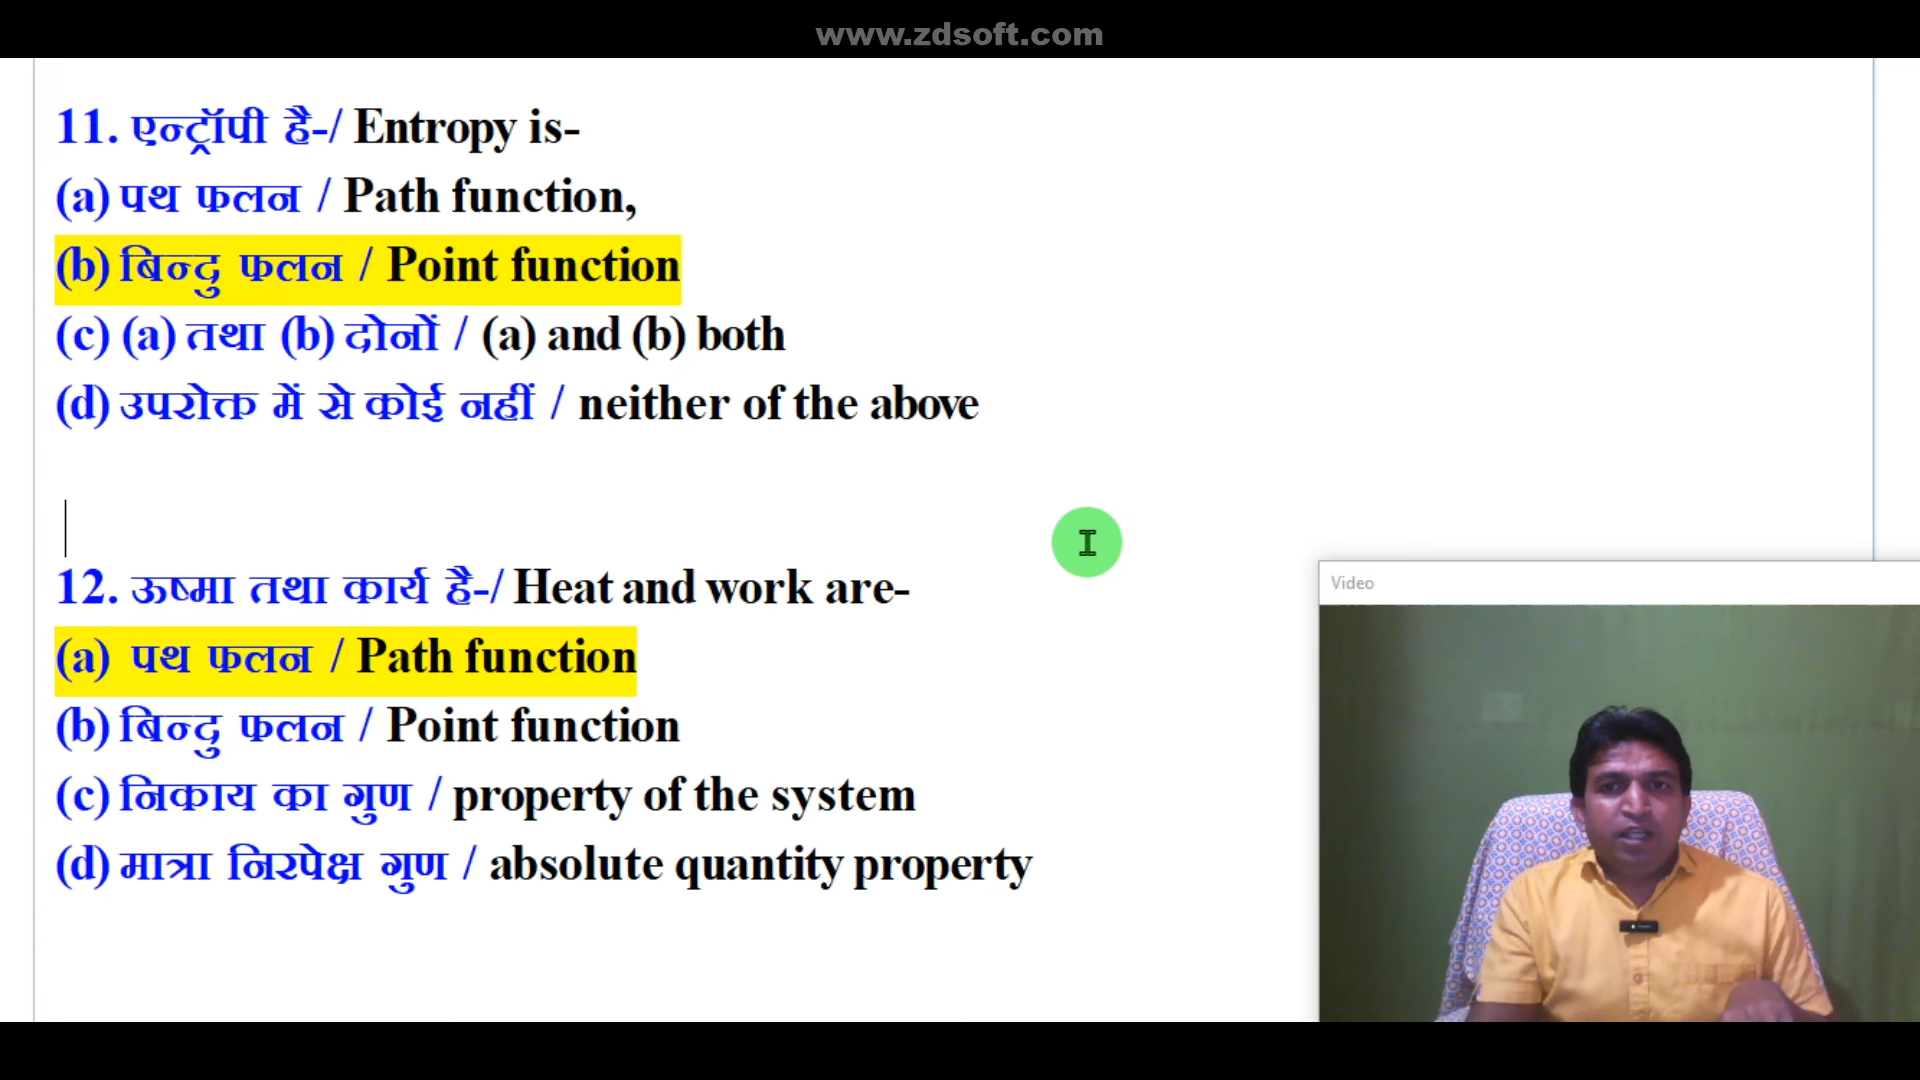 www.zdsoft.com
11. एन्ट्रॉपी है-/ Entropy is-
(a) पथ फलन / Path function,
(b) बिन्दु फलन / Point function
(c) (a) तथा (b) दोनों / (a) and (b) both
(d) उपरोक्त में से कोई नहीं / neither of the above
12. ऊष्मा तथा कार्य है-/ Heat and work are-
(a) पथ फलन / Path function
(b) बिन्दु फलन / Point function
(c) निकाय का गुण / property of the system
(d) मात्रा निरपेक्ष गुण / absolute quantity property
Video